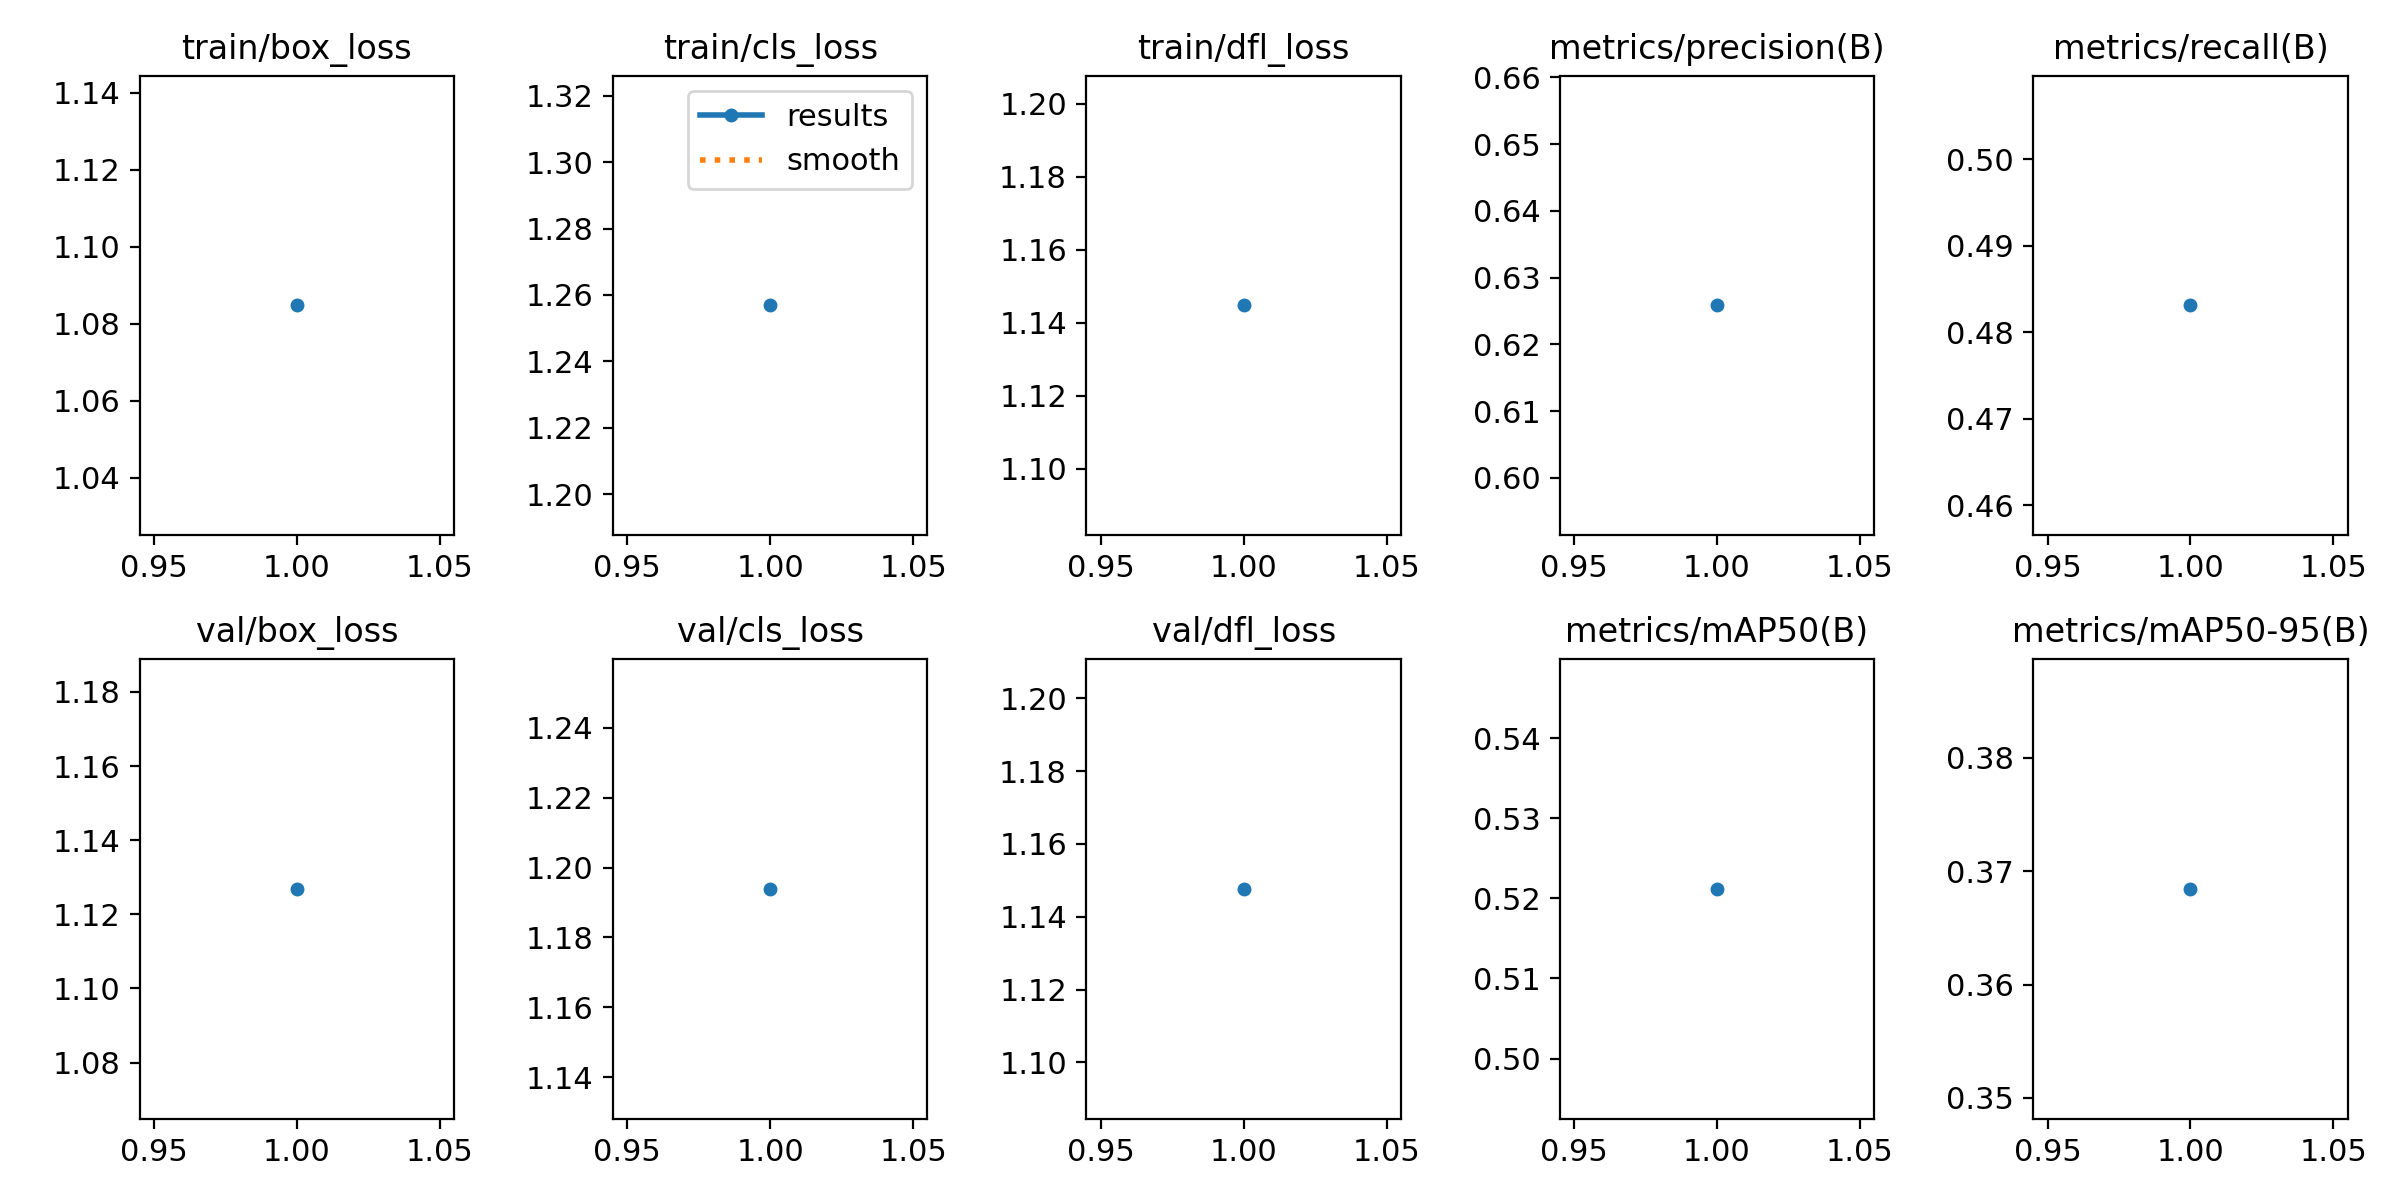 train/box_loss
1.14
1.12
1.10
1.08
1.06
1.04
0.95 1.00 1.05
train/cls_loss
1.32
1.30
1.28
1.26
1.24
1.22
1.20
results
smooth
0.95 1.00 1.05
train/dfl_loss
1.20
1.18
1.16
1.14
1.12
1.10
0.95 1.00 1.05
metrics/precision(B)
0.66
0.65
0.64
0.63
0.62
0.61
0.60
0.95 1.00 1.05
metrics/recall(B)
0.50
0.49
0.48
0.47
0.46
0.95 1.00 1.05
val/box_loss
1.18
1.16
1.14
1.12
1.10
1.08
0.95 1.00 1.05
val/cls_loss
1.24
1.22
1.20
1.18
1.16
1.14
0.95 1.00 1.05
val/dfl_loss
1.20
1.18
1.16
1.14
1.12
1.10
0.95 1.00 1.05
metrics/mAP50(B)
0.54
0.53
0.52
0.51
0.50
0.95 1.00 1.05
metrics/mAP50-95(B)
0.38
0.37
0.36
0.35
0.95 1.00 1.05